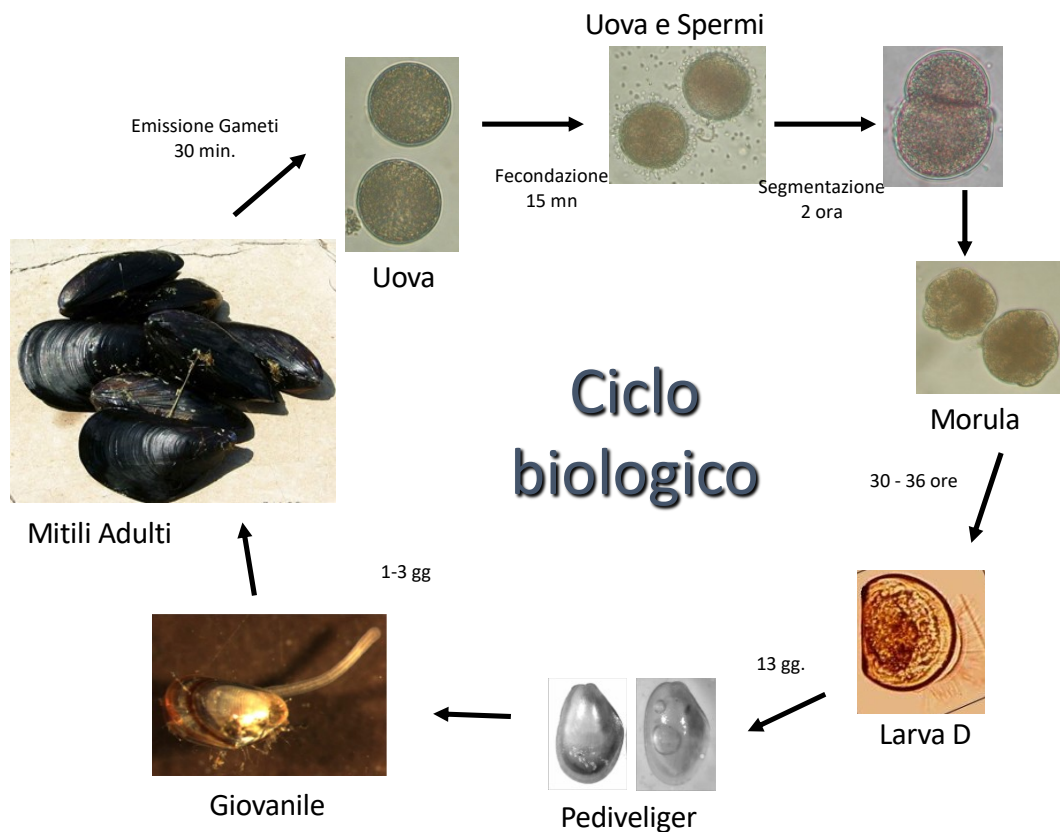 Uova e Spermi
Emissione Gameti
30 min.
Fecondazione
15 mn
Segmentazione
2 ora
Uova
Ciclo
biologico
Morula
30 - 36 ore
Mitili Adulti
1-3 gg
13 gg.
Larva D
Giovanile
Pediveliger